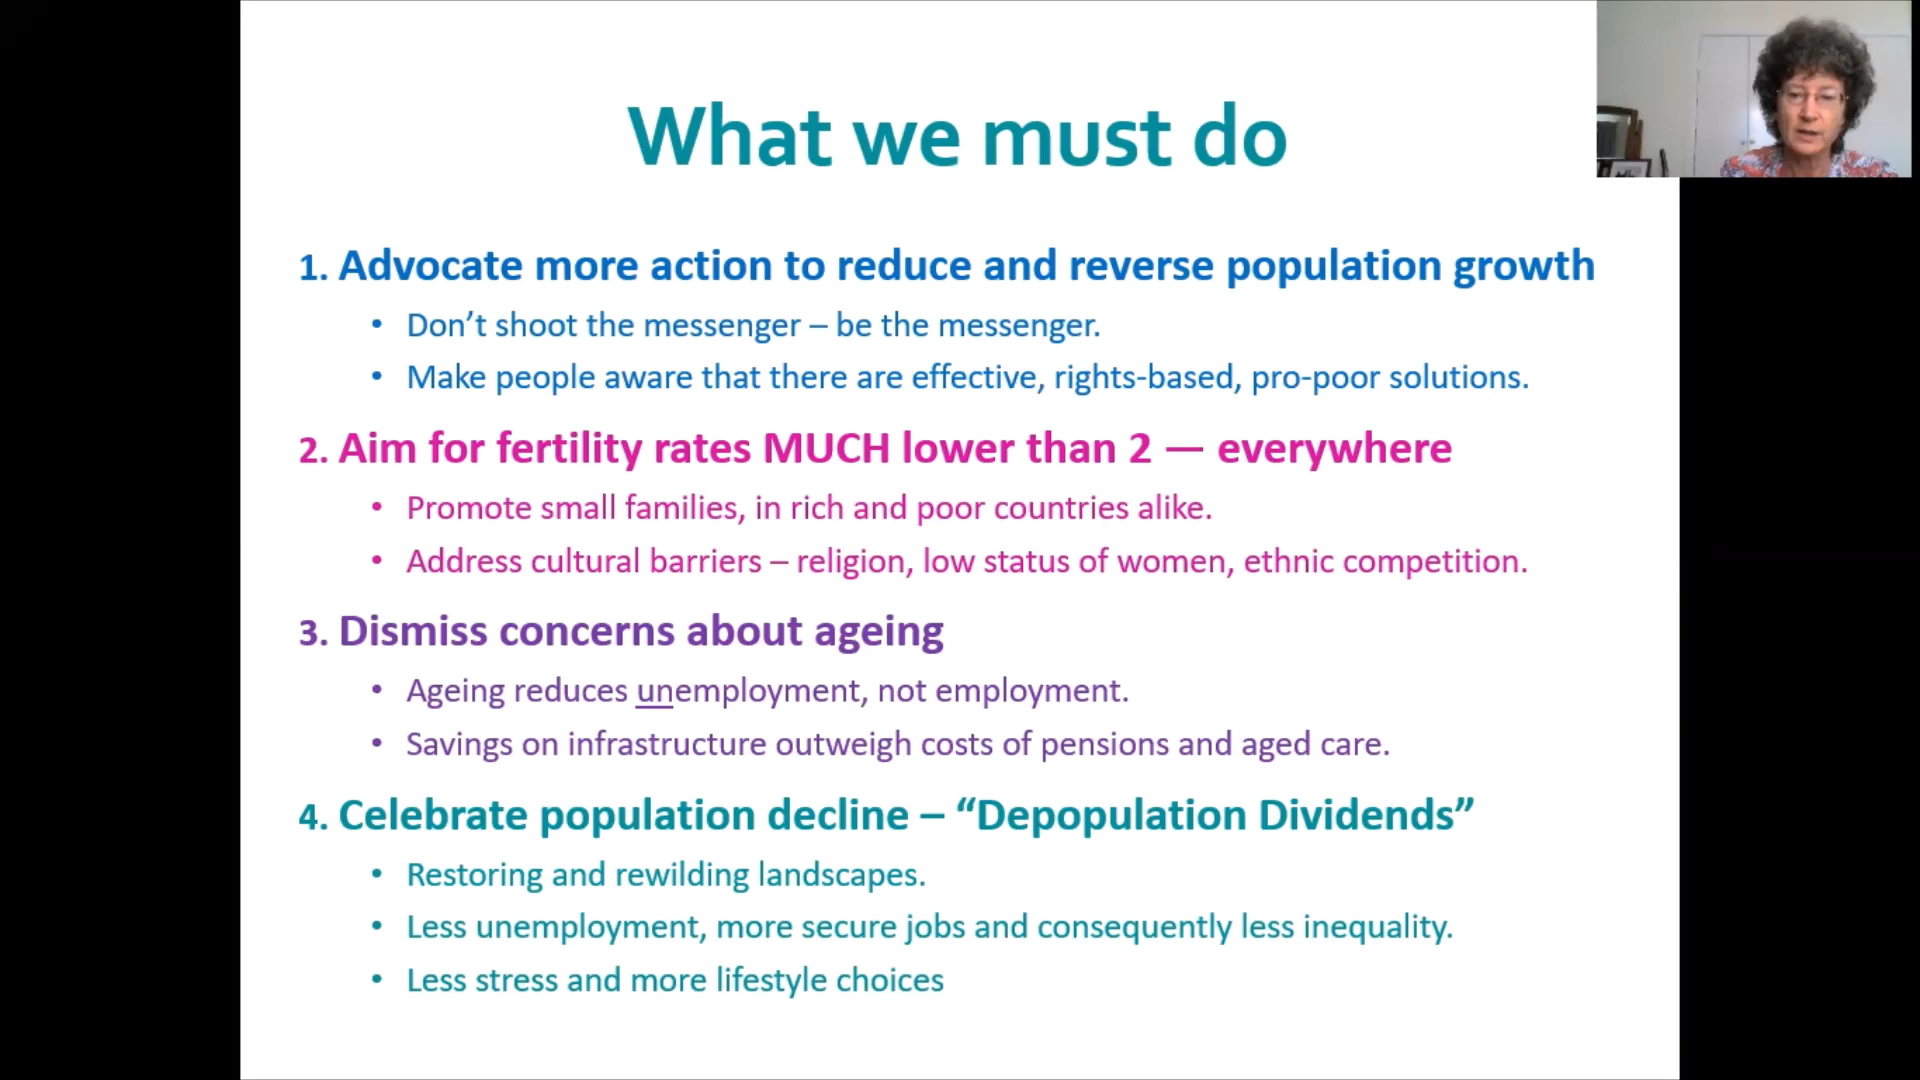 What we must do
1. Advocate more action to reduce and reverse population growth
• Don’t shoot the messenger – be the messenger.
• Make people aware that there are effective, rights-based, pro-poor solutions.
2. Aim for fertility rates MUCH lower than 2 — everywhere
• Promote small families, in rich and poor countries alike.
• Address cultural barriers – religion, low status of women, ethnic competition.
3. Dismiss concerns about ageing
• Ageing reduces unemployment, not employment.
• Savings on infrastructure outweigh costs of pensions and aged care.
4. Celebrate population decline – “Depopulation Dividends”
• Restoring and rewilding landscapes.
• Less unemployment, more secure jobs and consequently less inequality.
• Less stress and more lifestyle choices